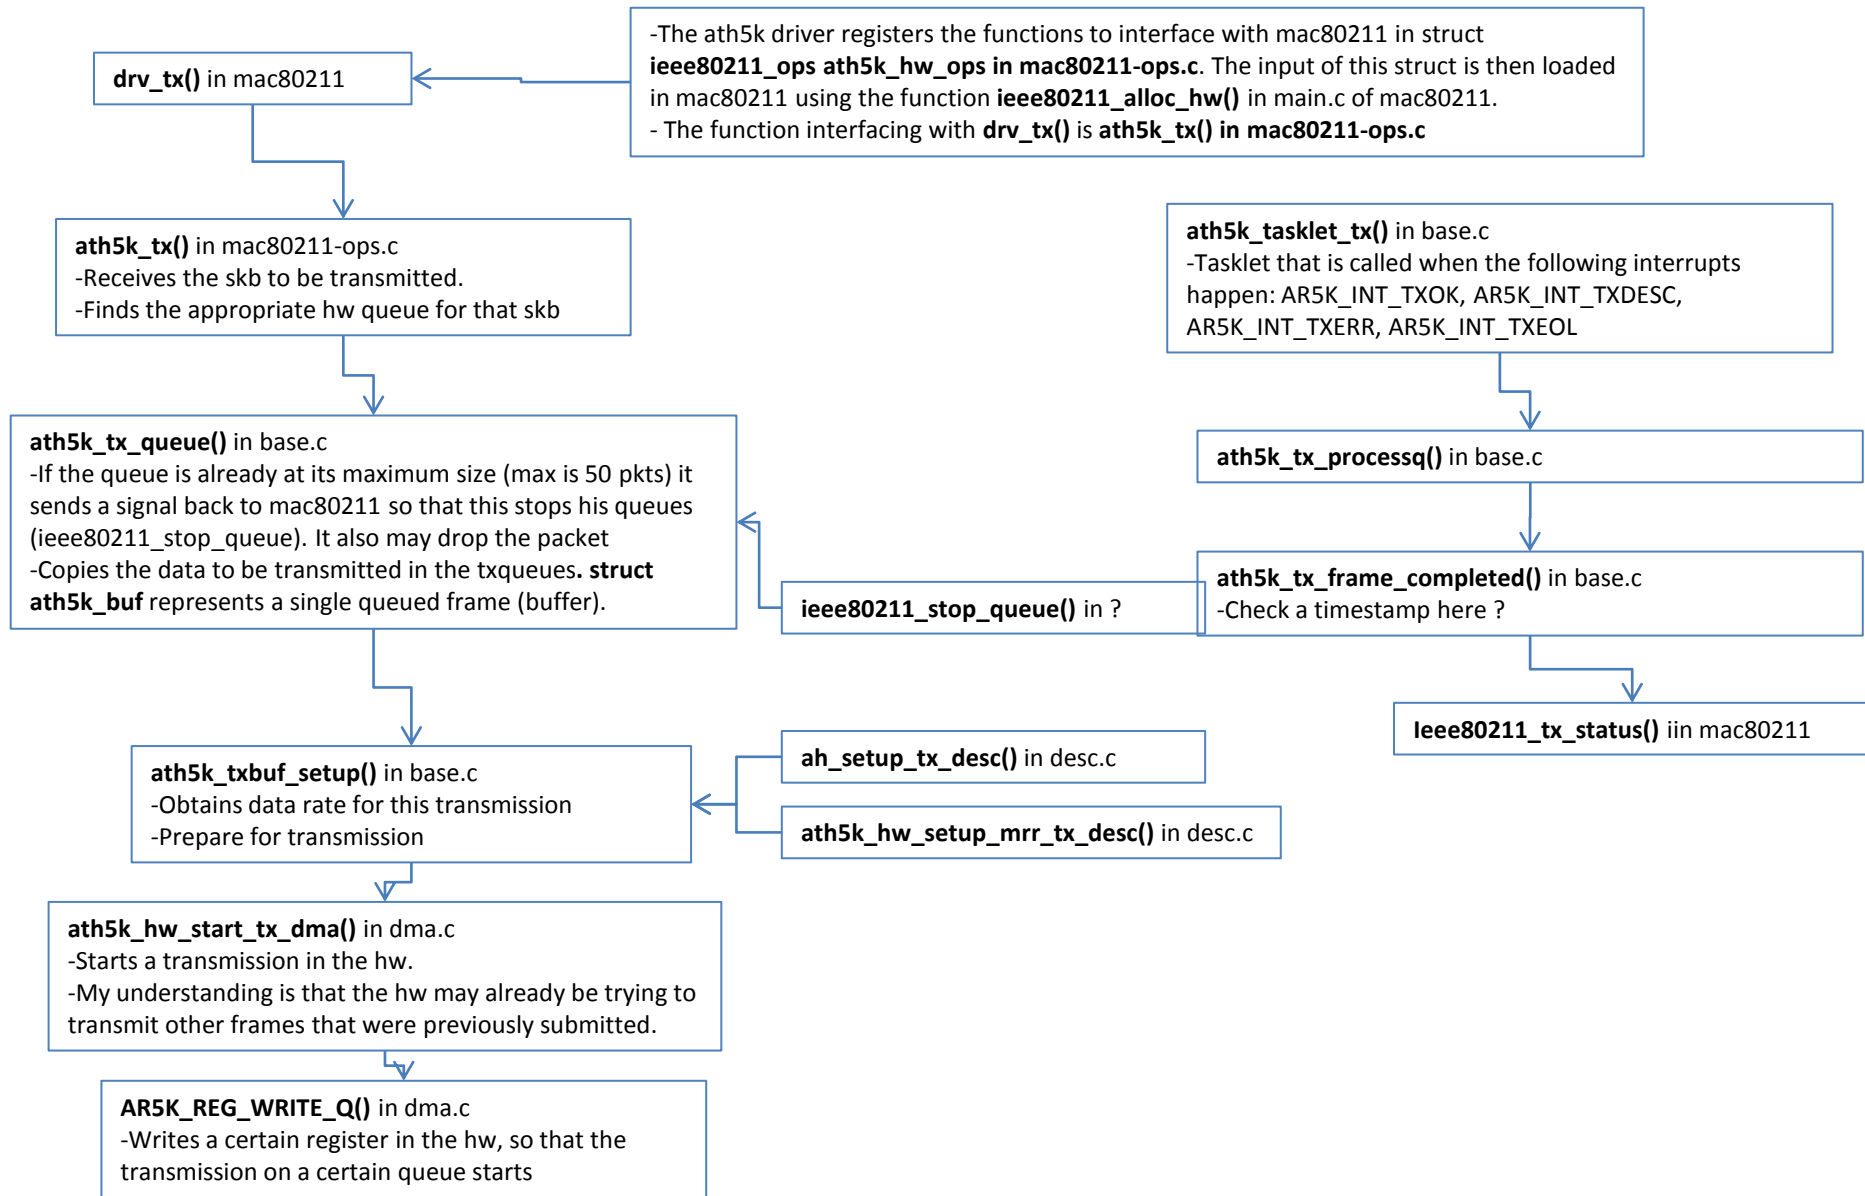 drv_tx() in mac80211
-The ath5k driver registers the functions to interface with mac80211 in struct
ieee80211_ops ath5k_hw_ops in mac80211-ops.c. The input of this struct is then loaded
in mac80211 using the function ieee80211_alloc_hw() in main.c of mac80211.
- The function interfacing with drv_tx() is ath5k_tx() in mac80211-ops.c
ath5k_tx() in mac80211-ops.c
-Receives the skb to be transmitted.
-Finds the appropriate hw queue for that skb
ath5k_tasklet_tx() in base.c
-Tasklet that is called when the following interrupts
happen: AR5K_INT_TXOK, AR5K_INT_TXDESC,
AR5K_INT_TXERR, AR5K_INT_TXEOL
ath5k_tx_queue() in base.c
-If the queue is already at its maximum size (max is 50 pkts) it
sends a signal back to mac80211 so that this stops his queues
(ieee80211_stop_queue). It also may drop the packet
-Copies the data to be transmitted in the txqueues. struct
ath5k_buf represents a single queued frame (buffer).
ath5k_tx_processq() in base.c
ieee80211_stop_queue() in ?
ath5k_tx_frame_completed() in base.c
-Check a timestamp here ?
Ieee80211_tx_status() iin mac80211
ath5k_txbuf_setup() in base.c
-Obtains data rate for this transmission
-Prepare for transmission
ah_setup_tx_desc() in desc.c
ath5k_hw_setup_mrr_tx_desc() in desc.c
ath5k_hw_start_tx_dma() in dma.c
-Starts a transmission in the hw.
-My understanding is that the hw may already be trying to
transmit other frames that were previously submitted.
AR5K_REG_WRITE_Q() in dma.c
-Writes a certain register in the hw, so that the
transmission on a certain queue starts